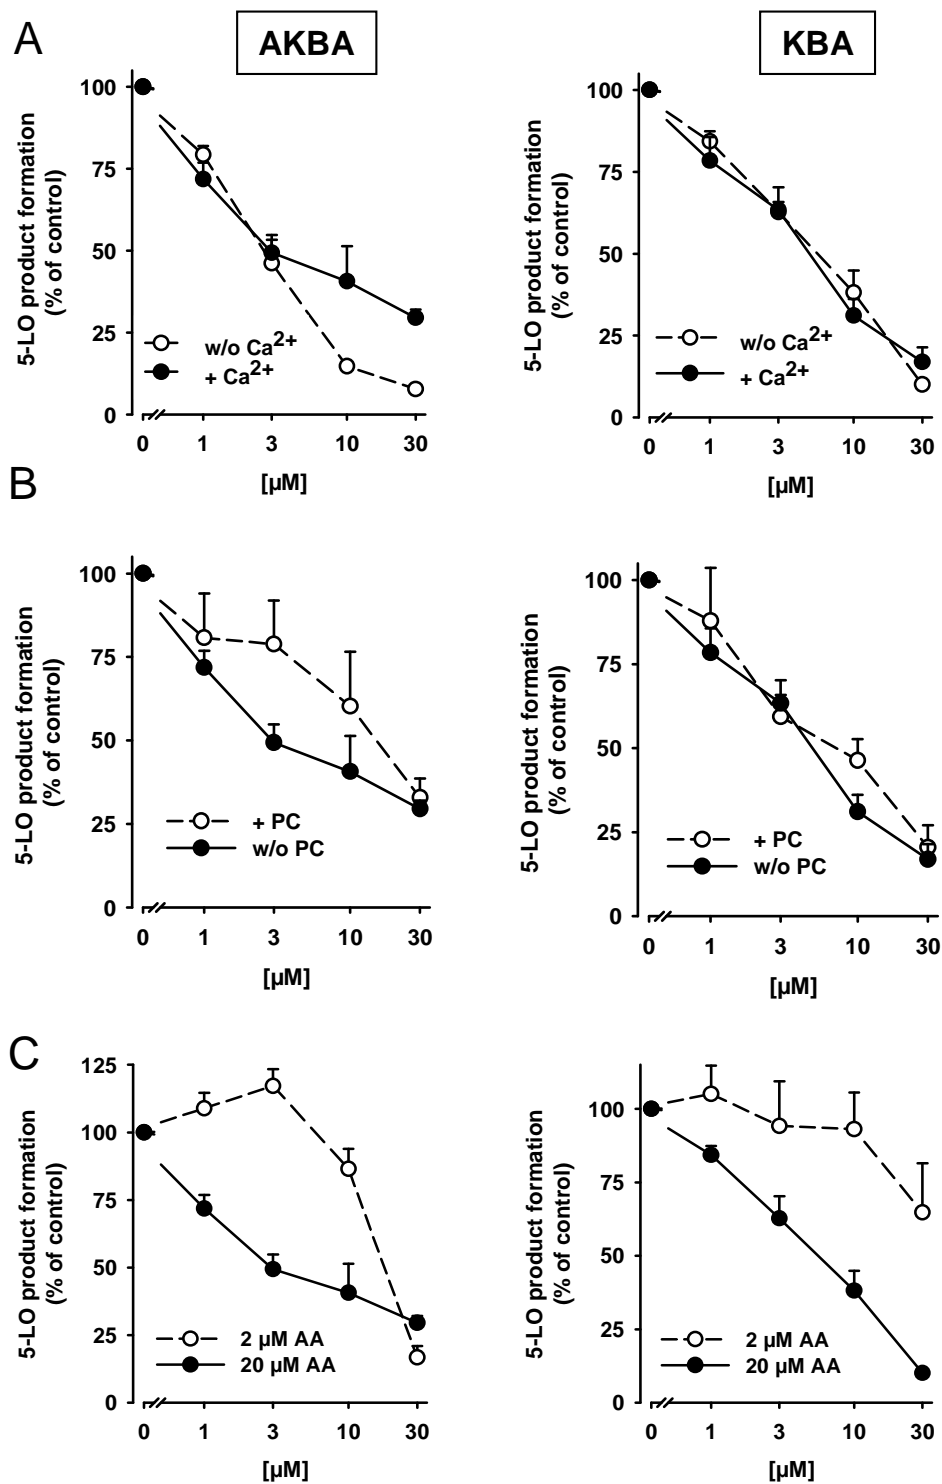 A
AKBA
KBA
5-LO product formation
(% of control)
100
75
50
25
0
w/o Ca2+
+ Ca2+
0 1 3 10 30
[µM]
5-LO product formation
(% of control)
100
75
50
25
0
w/o Ca2+
+ Ca2+
0 1 3 10 30
[µM]
B
5-LO product formation
(% of control)
100
75
50
25
0
+ PC
w/o PC
0 1 3 10 30
[µM]
5-LO product formation
(% of control)
100
75
50
25
0
+ PC
w/o PC
0 1 3 10 30
[µM]
C
5-LO product formation
(% of control)
125
100
75
50
25
0
2 µM AA
20 µM AA
0 1 3 10 30
[µM]
5-LO product formation
(% of control)
100
75
50
25
0
2 µM AA
20 µM AA
0 1 3 10 30
[µM]